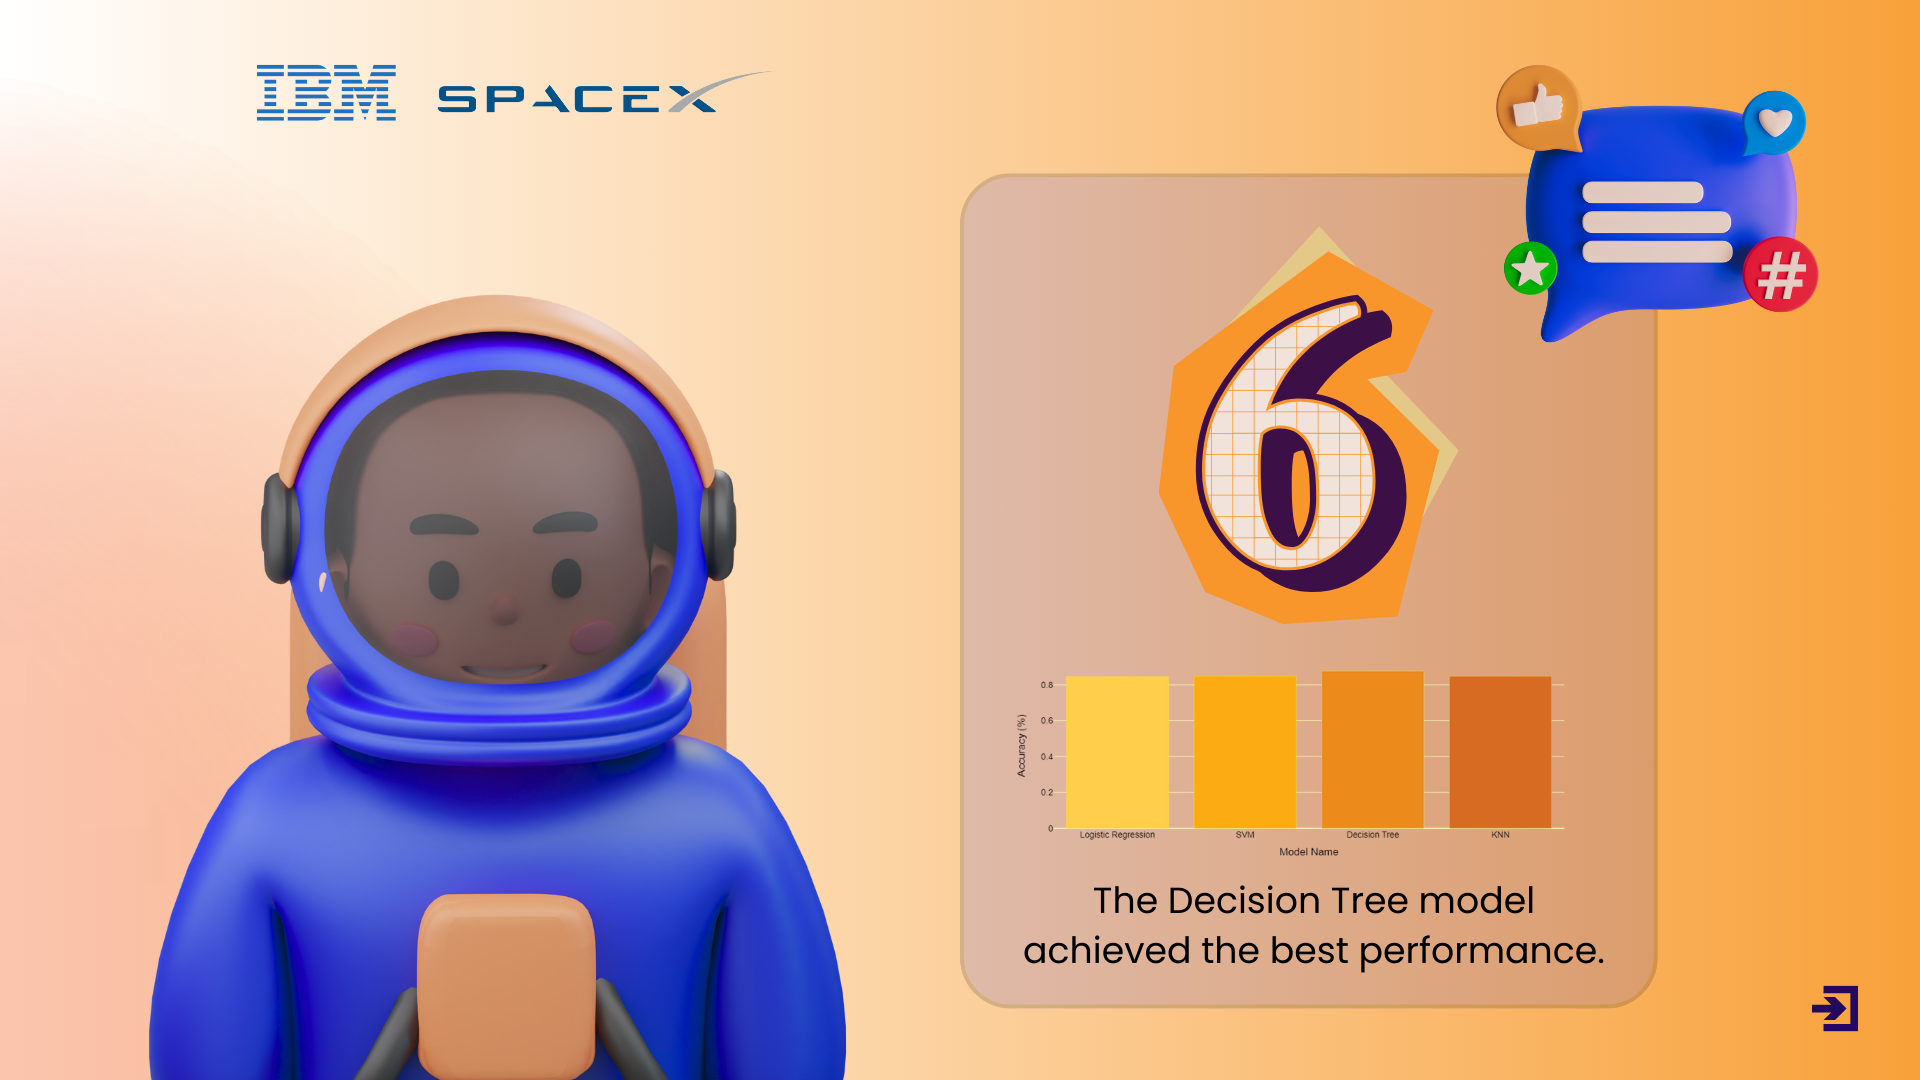 IBM SPACEX
6
0.8
0.6
0.4
0.2
0
Accuracy (%)
Logistic Regression SVM Decision Tree KNN
Model Name
The Decision Tree model
achieved the best performance.